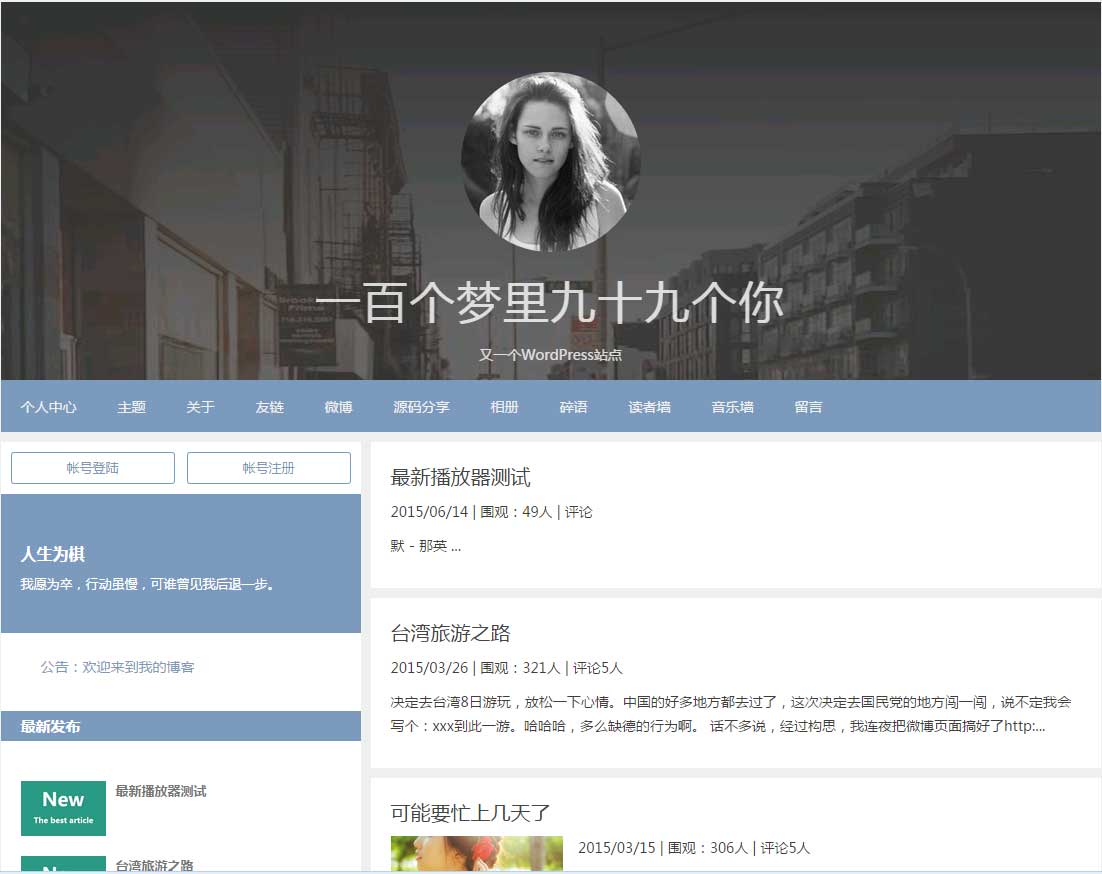 一百个梦里九十九个你
又一个WordPress站点
个人中心 主题 关于 友链 微博 源码分享 相册 碎语 读者墙 音乐墙 留言
帐号登陆 帐号注册
人生为棋
我愿为卒，行动虽慢，可谁曾见我后退一步。
公告：欢迎来到我的博客
最新发布
New
The best article
最新播放器测试
台湾旅游之路
最新播放器测试
2015/06/14 | 围观：49人 | 评论
默 - 那英 ...
台湾旅游之路
2015/03/26 | 围观：321人 | 评论5人
决定去台湾8日游玩，放松一下心情。中国的好多地方都去过了，这次决定去国民党的地方闯一闯，说不定我会
写个：xxx到此一游。哈哈哈，多么缺德的行为啊。 话不多说，经过构思，我连夜把微博页面搞好了http:...
可能要忙上几天了
2015/03/15 | 围观：306人 | 评论5人